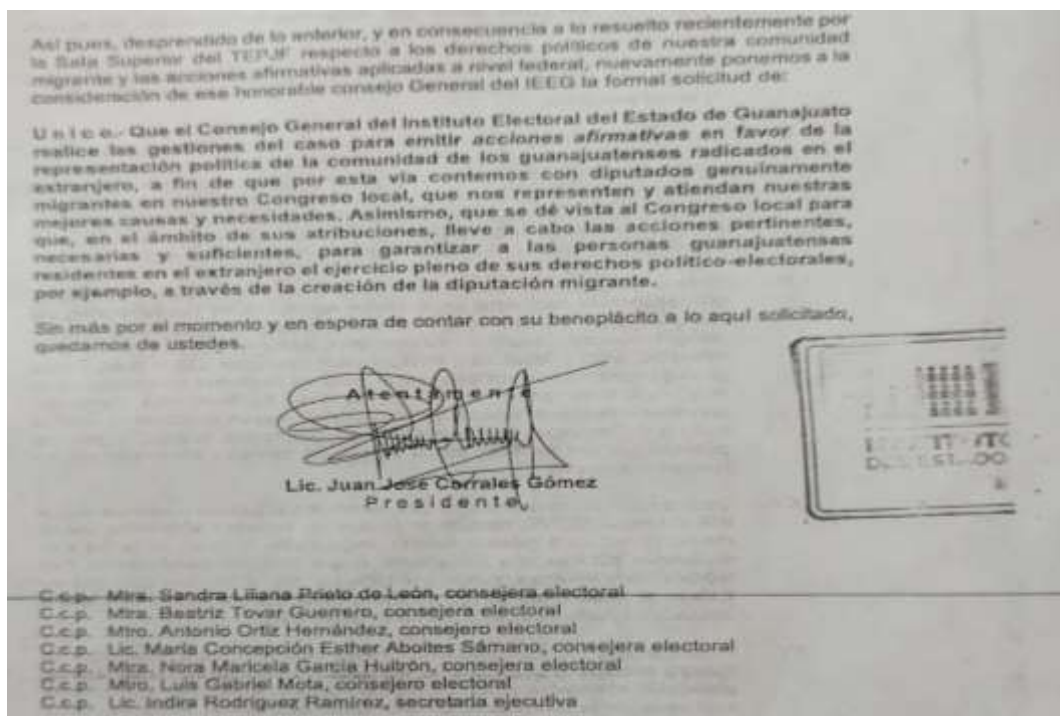 Así pues, desprendido de lo anterior, y en consecuencia a lo resuelto recientemente por
la Sala Superior del TEPJF respecto a los derechos políticos de nuestra comunidad
migrante y las acciones afirmativas aplicadas a nivel federal, nuevamente ponemos a la
consideración de ese honorable consejo General del IEEG la formal solicitud de:
U n i c o.- Que el Consejo General del Instituto Electoral del Estado de Guanajuato
realice las gestiones del caso para emitir acciones afirmativas en favor de la
representación política de la comunidad de los guanajuatenses radicados en el
extranjero, a fin de que por esta vía contemos con diputados genuinamente
migrantes en nuestro Congreso local, que nos representen y atiendan nuestras
mejores causas y necesidades. Asimismo, que se dé vista al Congreso local para
que, en el ámbito de sus atribuciones, lleve a cabo las acciones pertinentes,
necesarias y suficientes, para garantizar a las personas guanajuatenses
residentes en el extranjero el ejercicio pleno de sus derechos político-electorales,
por ejemplo, a través de la creación de la diputación migrante.
Sin más por el momento y en espera de contar con su beneplácito a lo aquí solicitado,
quedamos de ustedes.
A t e n t a m e n t e
Lic. Juan José Corrales Gómez
P r e s i d e n t e
C.c.p. Mtra. Sandra Liliana Prieto de León, consejera electoral
C.c.p. Mtra. Beatriz Tovar Guerrero, consejera electoral
C.c.p. Mtro. Antonio Ortiz Hernández, consejero electoral
C.c.p. Lic. María Concepción Esther Aboites Sámano, consejera electoral
C.c.p. Mtra. Nora Maricela García Huitrón, consejera electoral
C.c.p. Mtro. Luis Gabriel Mota, consejero electoral
C.c.p. Lic. Indira Rodríguez Ramírez, secretaria ejecutiva